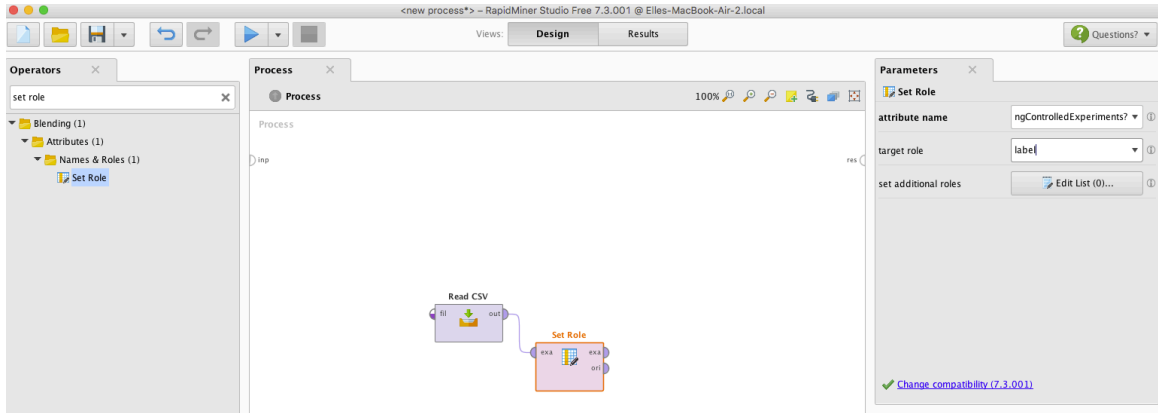 <new process*> – RapidMiner Studio Free 7.3.001 @ Elles-MacBook-Air-2.local
Views: Design Results Questions?
Operators
set role
Blending (1)
Attributes (1)
Names & Roles (1)
Set Role
Process
Process
100%
Process
inp
res
Read CSV
fil out
Set Role
exa exa
ori
Parameters
Set Role
attribute name ngControlledExperiments?
target role label
set additional roles Edit List (0)...
Change compatibility (7.3.001)